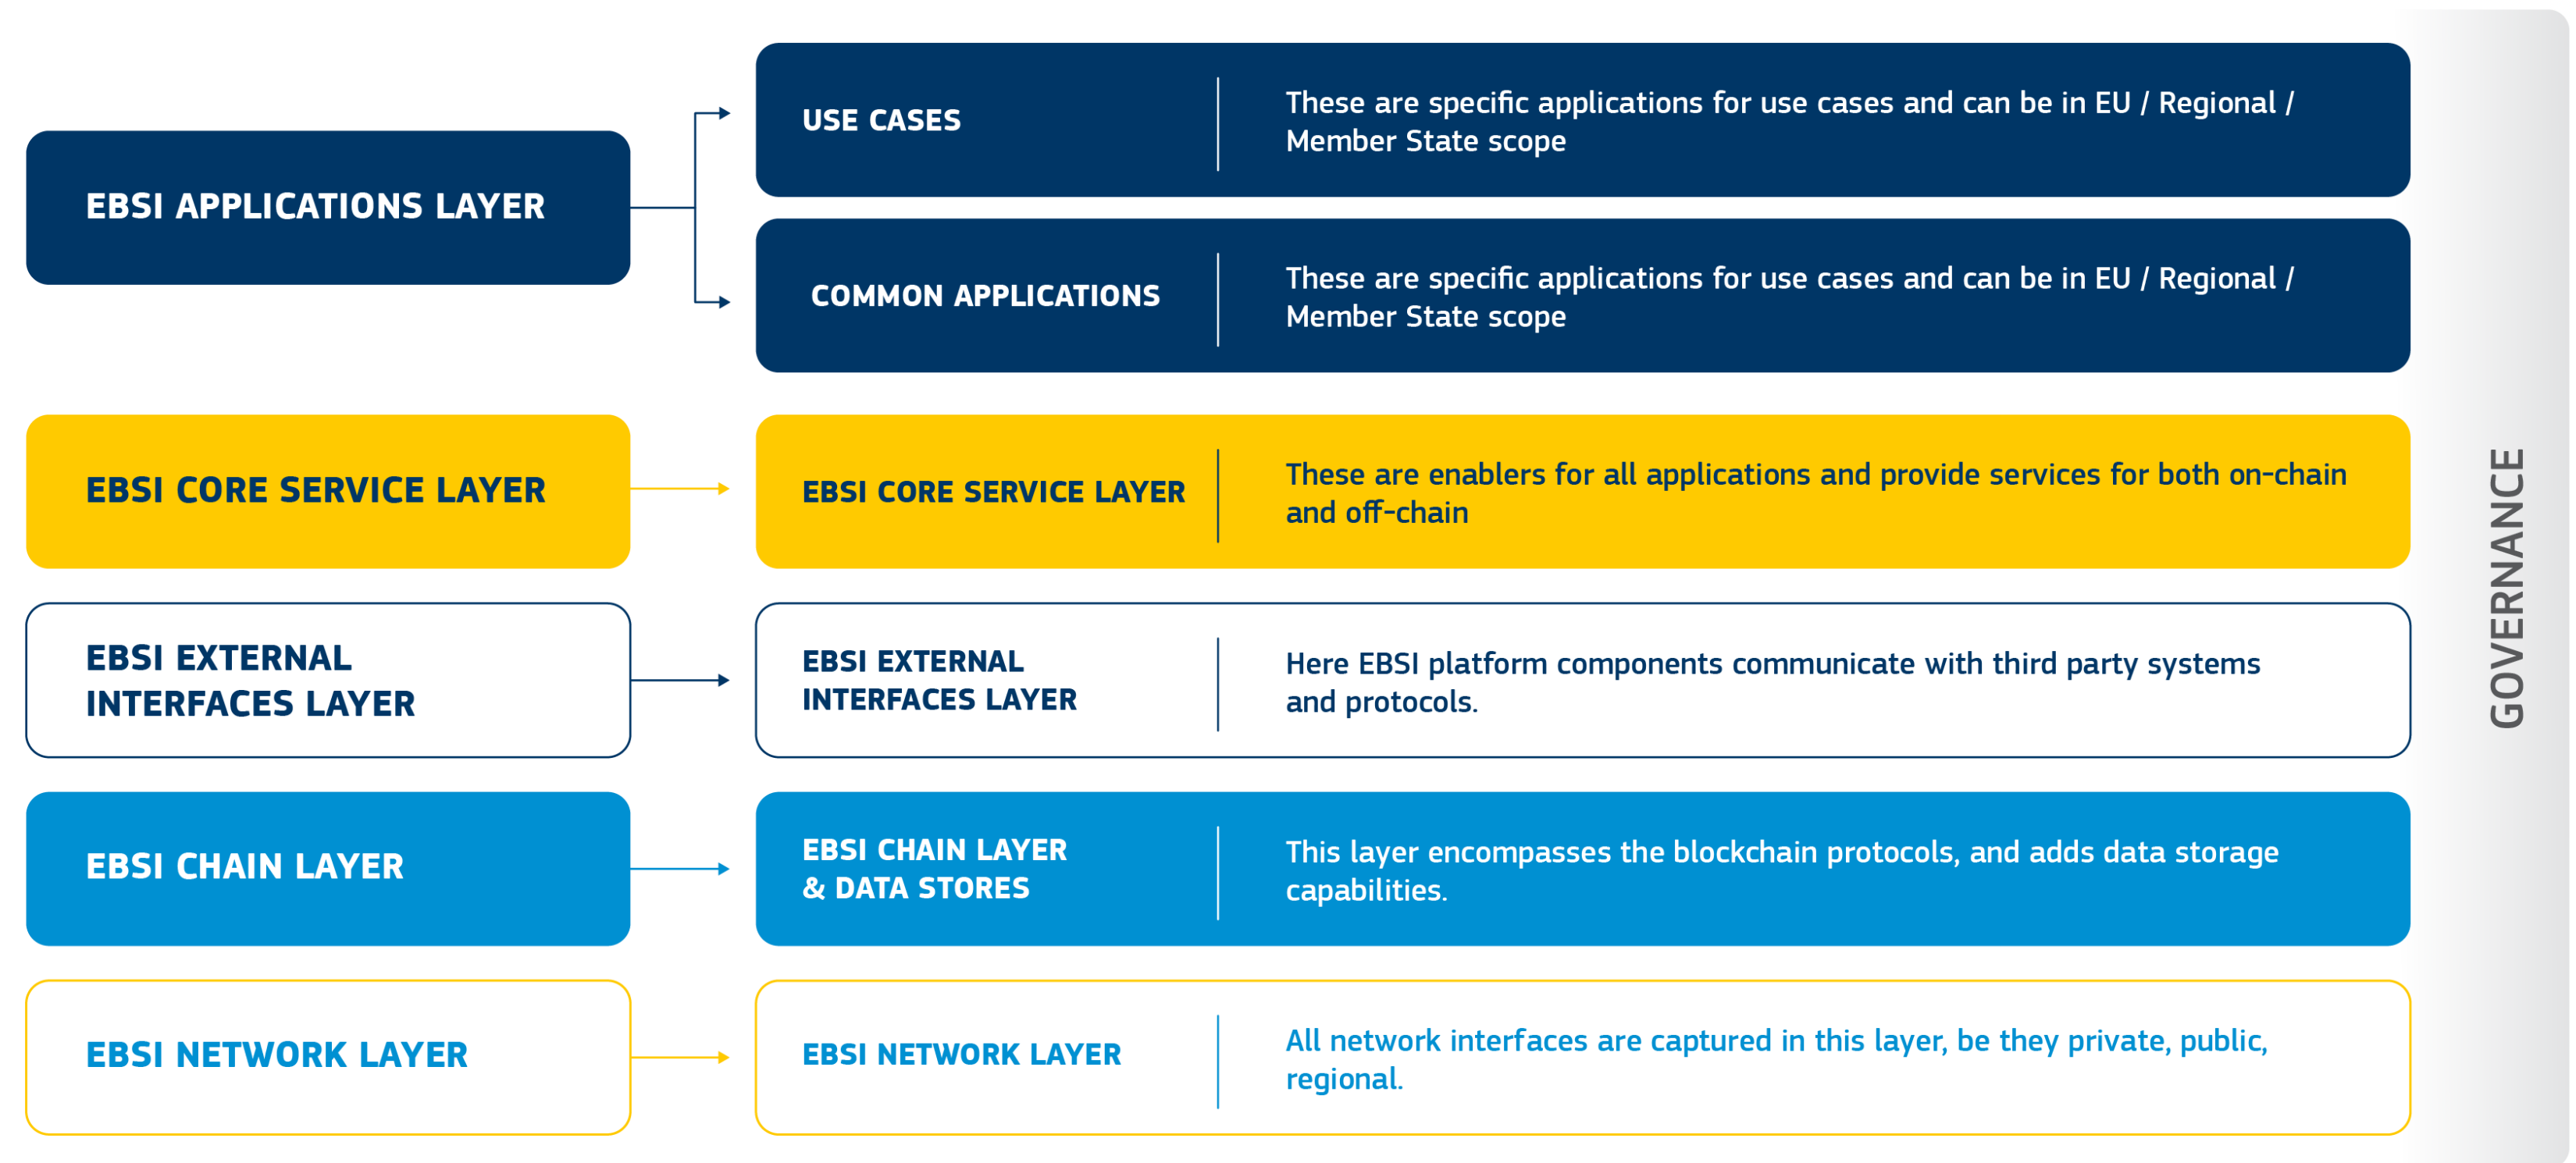 EBSI APPLICATIONS LAYER
USE CASES
These are specific applications for use cases and can be in EU / Regional /
Member State scope
COMMON APPLICATIONS
These are specific applications for use cases and can be in EU / Regional /
Member State scope
EBSI CORE SERVICE LAYER
EBSI CORE SERVICE LAYER
These are enablers for all applications and provide services for both on-chain
and off-chain
EBSI EXTERNAL
INTERFACES LAYER
EBSI EXTERNAL
INTERFACES LAYER
Here EBSI platform components communicate with third party systems
and protocols.
EBSI CHAIN LAYER
EBSI CHAIN LAYER
& DATA STORES
This layer encompasses the blockchain protocols, and adds data storage
capabilities.
EBSI NETWORK LAYER
EBSI NETWORK LAYER
All network interfaces are captured in this layer, be they private, public,
regional.
GOVERNANCE